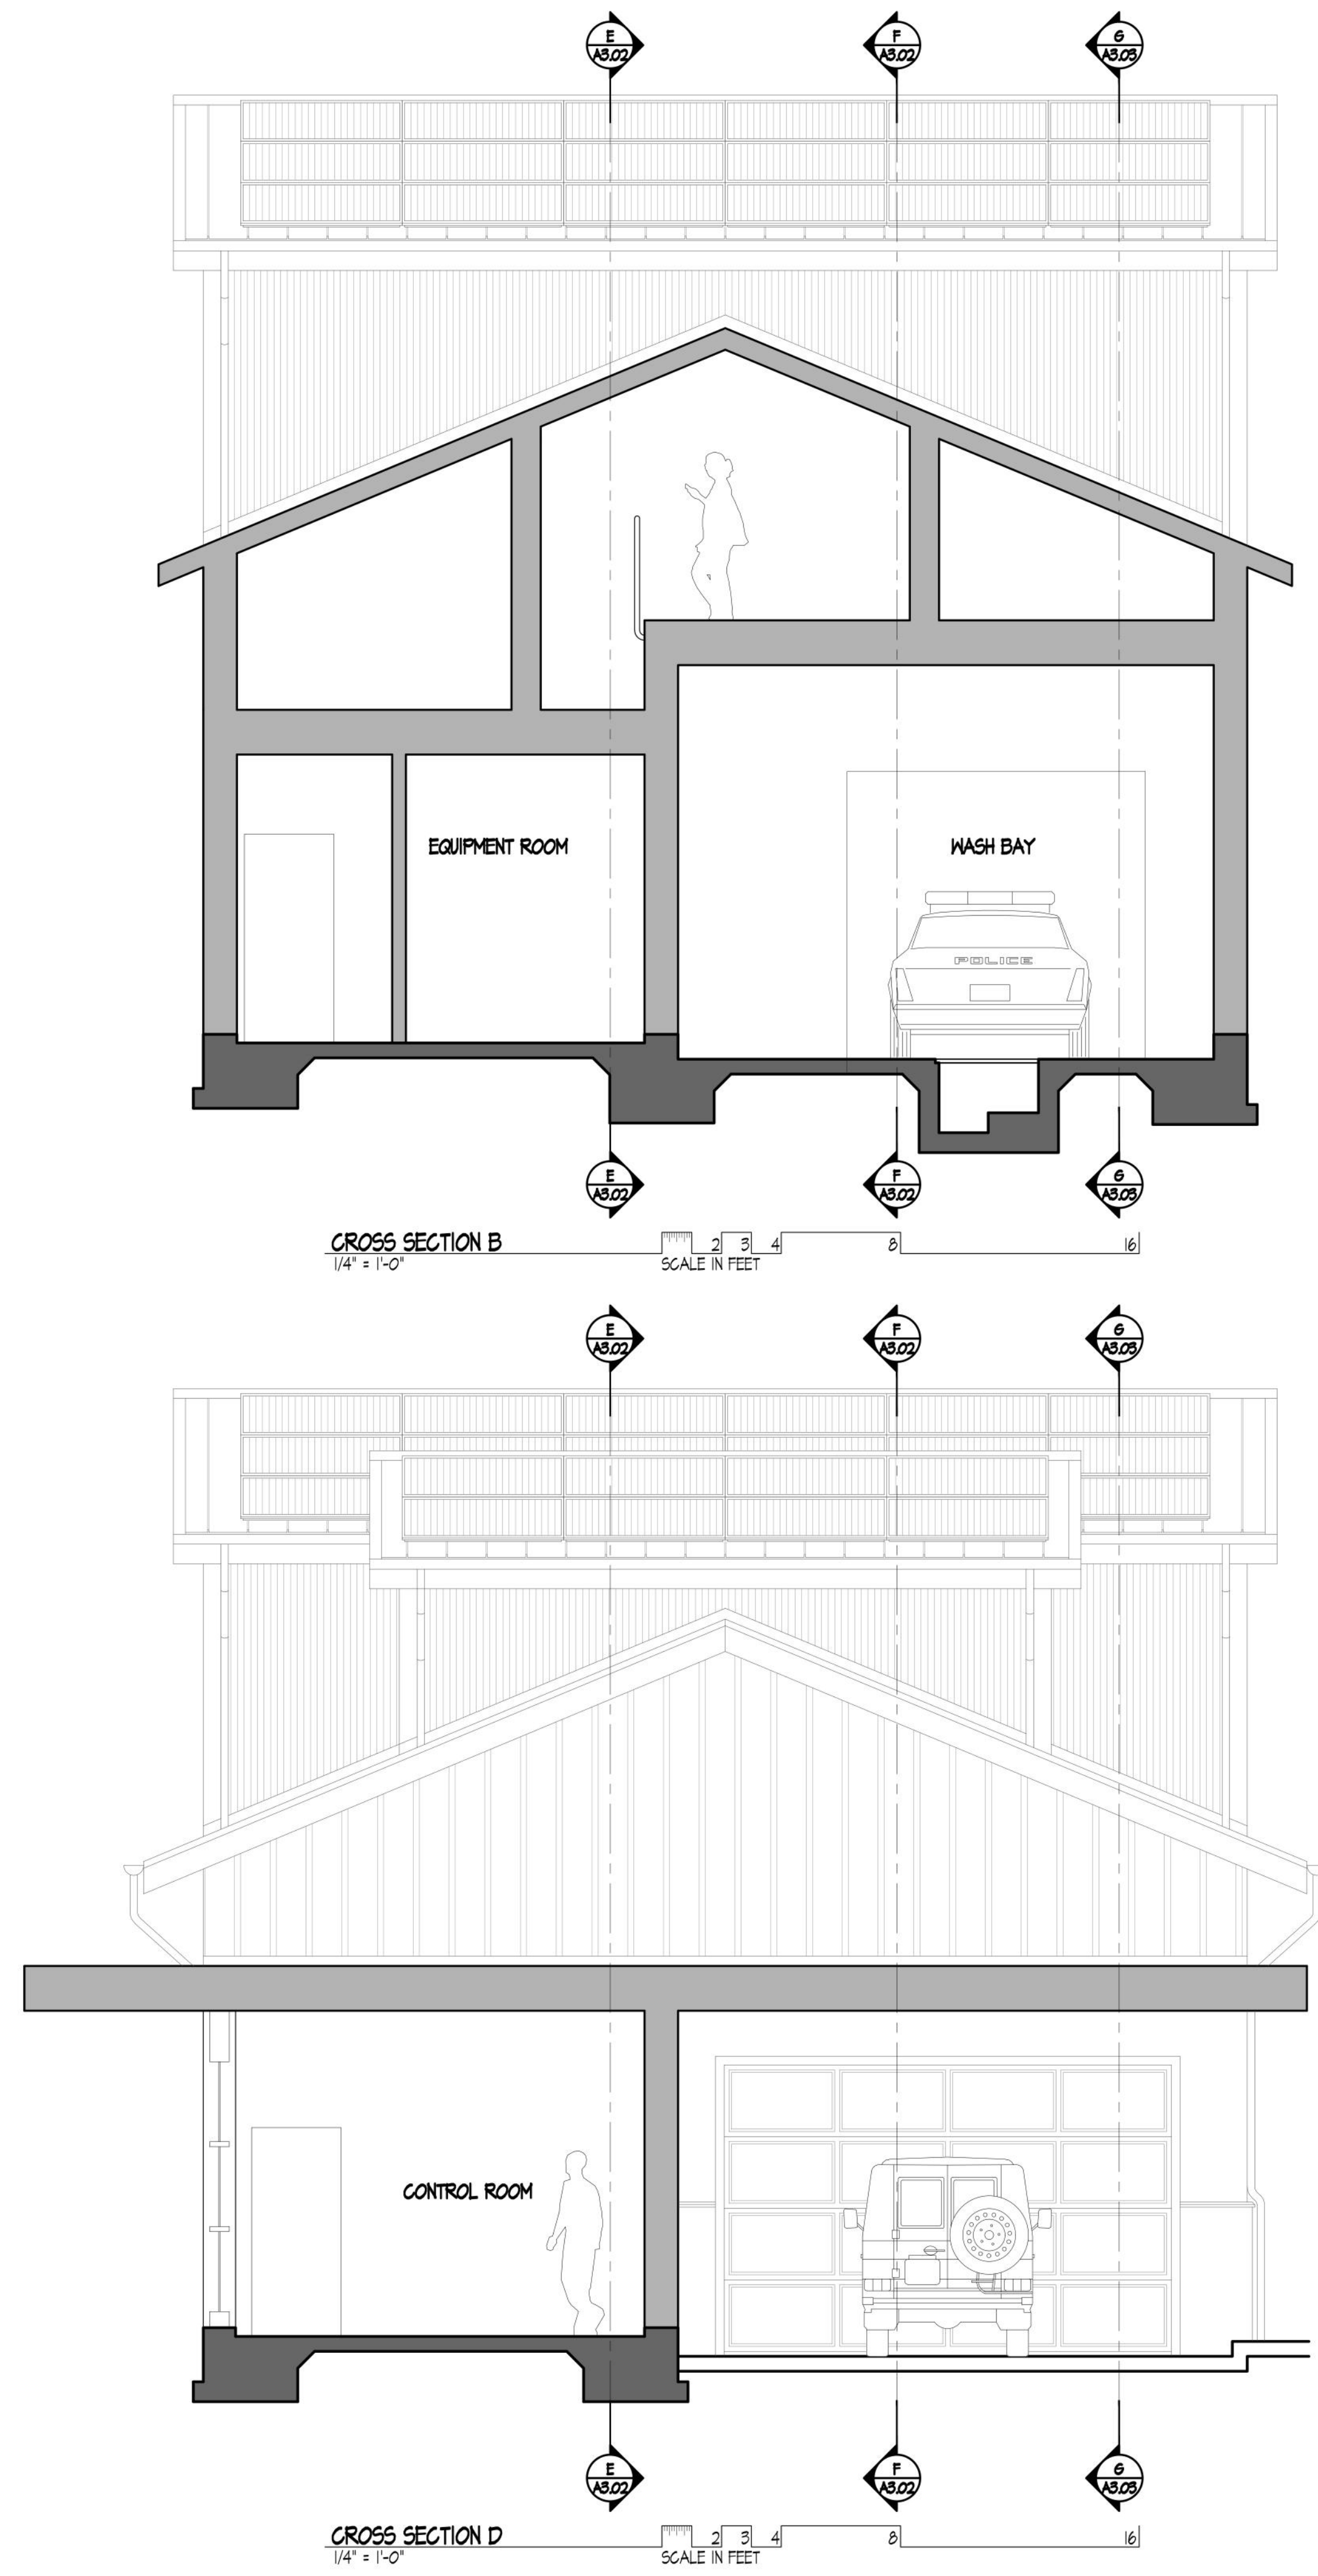 E F G
A3.02 A3.02 A3.03
EQUIPMENT ROOM WASH BAY
POLICE
E F G
A3.02 A3.02 A3.03
CROSS SECTION B 2 3 4 8 16
1/4" = 1'-0" SCALE IN FEET
E F G
A3.02 A3.02 A3.03
CONTROL ROOM
E F G
A3.02 A3.02 A3.03
CROSS SECTION D 2 3 4 8 16
1/4" = 1'-0" SCALE IN FEET